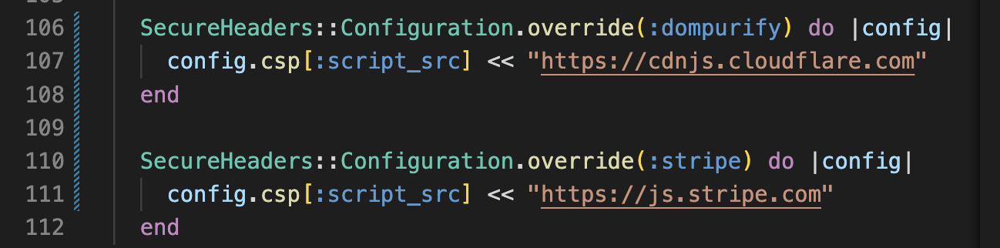 106 SecureHeaders::Configuration.override(:dompurify) do |config|
107 config.csp[:script_src] << "https://cdnjs.cloudflare.com"
108 end
109
110 SecureHeaders::Configuration.override(:stripe) do |config|
111 config.csp[:script_src] << "https://js.stripe.com"
112 end